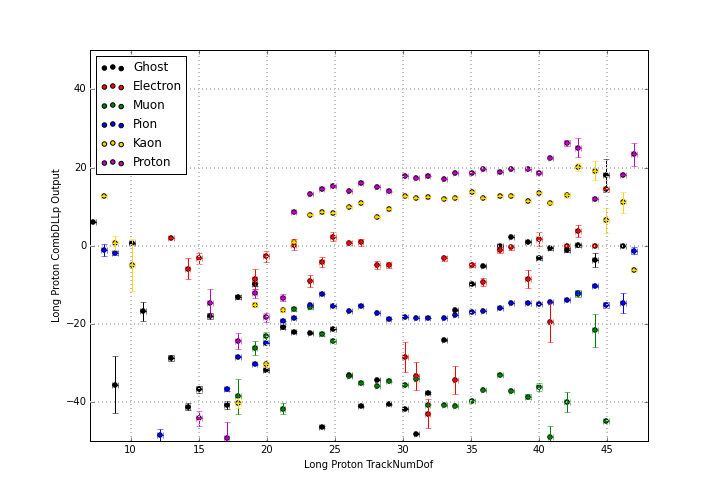 40
20
0
−20
−40
10
15
20
25
30
35
40
45
Long Proton CombDLLp Output
Long Proton TrackNumDof
Ghost
Electron
Muon
Pion
Kaon
Proton